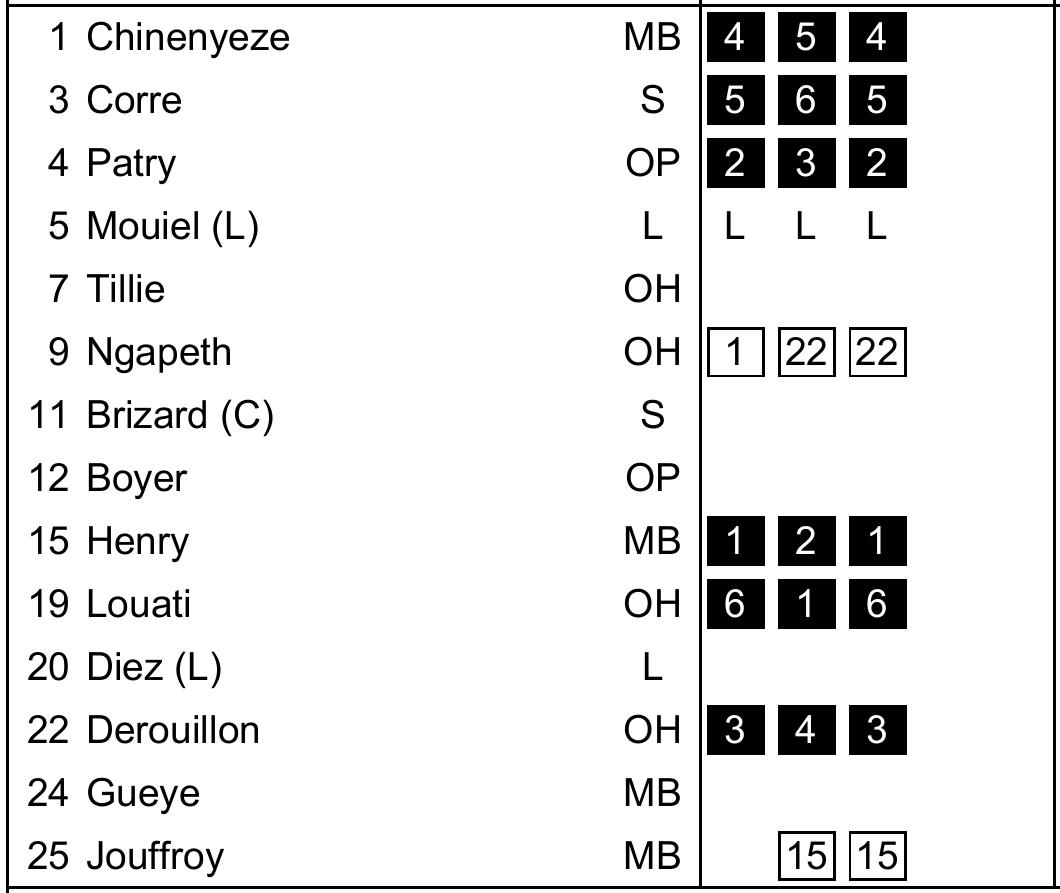 1 Chinenyeze MB 4 5 4
3 Corre S 5 6 5
4 Patry OP 2 3 2
5 Mouiel (L) L L L L
7 Tillie OH
9 Ngapeth OH 1 22 22
11 Brizard (C) S
12 Boyer OP
15 Henry MB 1 2 1
19 Louati OH 6 1 6
20 Diez (L) L
22 Derouillon OH 3 4 3
24 Gueye MB
25 Jouffroy MB 15 15